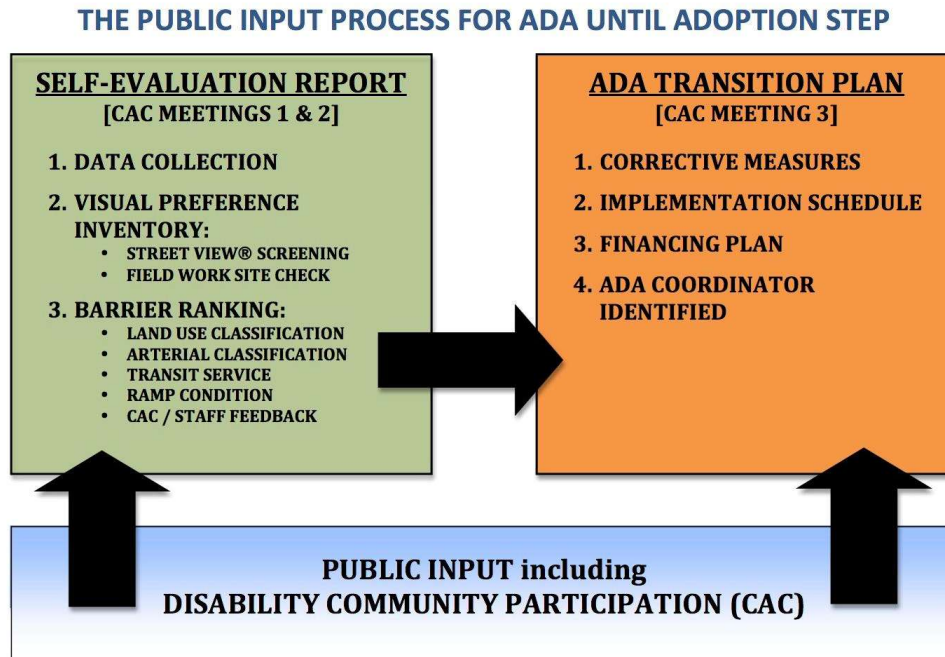 THE PUBLIC INPUT PROCESS FOR ADA UNTIL ADOPTION STEP
SELF-EVALUATION REPORT
[CAC MEETINGS 1 & 2]
1. DATA COLLECTION
2. VISUAL PREFERENCE
INVENTORY:
• STREET VIEW® SCREENING
• FIELD WORK SITE CHECK
3. BARRIER RANKING:
• LAND USE CLASSIFICATION
• ARTERIAL CLASSIFICATION
• TRANSIT SERVICE
• RAMP CONDITION
• CAC / STAFF FEEDBACK
ADA TRANSITION PLAN
[CAC MEETING 3]
1. CORRECTIVE MEASURES
2. IMPLEMENTATION SCHEDULE
3. FINANCING PLAN
4. ADA COORDINATOR
IDENTIFIED
PUBLIC INPUT including
DISABILITY COMMUNITY PARTICIPATION (CAC)